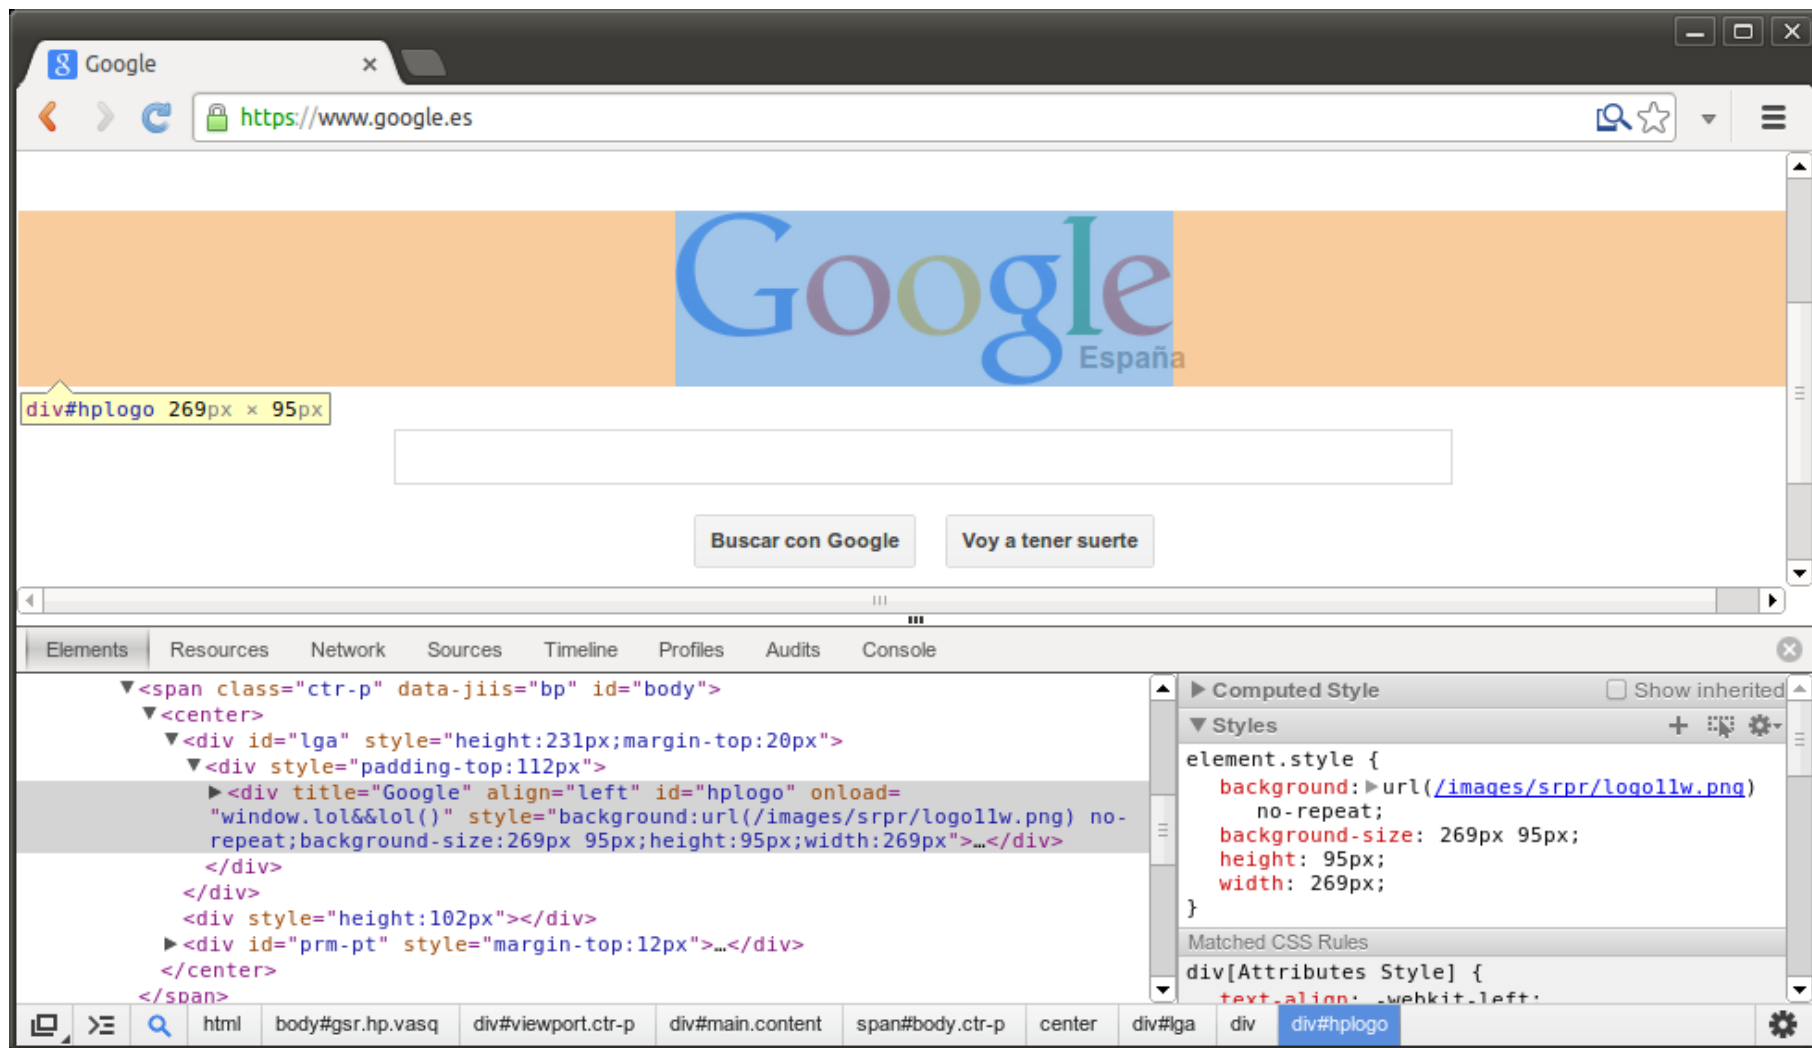 Google
https://www.google.es
Google
España
div#hplogo 269px × 95px
Buscar con Google
Voy a tener suerte
Elements Resources Network Sources Timeline Profiles Audits Console
▼<span class="ctr-p" data-jiis="bp" id="body">
▼<center>
▼<div id="lga" style="height:231px;margin-top:20px">
▼<div style="padding-top:112px">
▶<div title="Google" align="left" id="hplogo" onload=
"window.lol&&lol()" style="background:url(/images/srpr/logo11w.png) no-
repeat;background-size:269px 95px;height:95px;width:269px">…</div>
</div>
</div>
<div style="height:102px"></div>
▶<div id="prm-pt" style="margin-top:12px">…</div>
</center>
</span>
▶ Computed Style
Show inherited
▼ Styles
element.style {
background:▶url(/images/srpr/logo11w.png)
no-repeat;
background-size: 269px 95px;
height: 95px;
width: 269px;
}
Matched CSS Rules
div[Attributes Style] {
text-align: -webkit-left;
html body#gsr.hp.vasq div#viewport.ctr-p div#main.content span#body.ctr-p center div#lga div div#hplogo